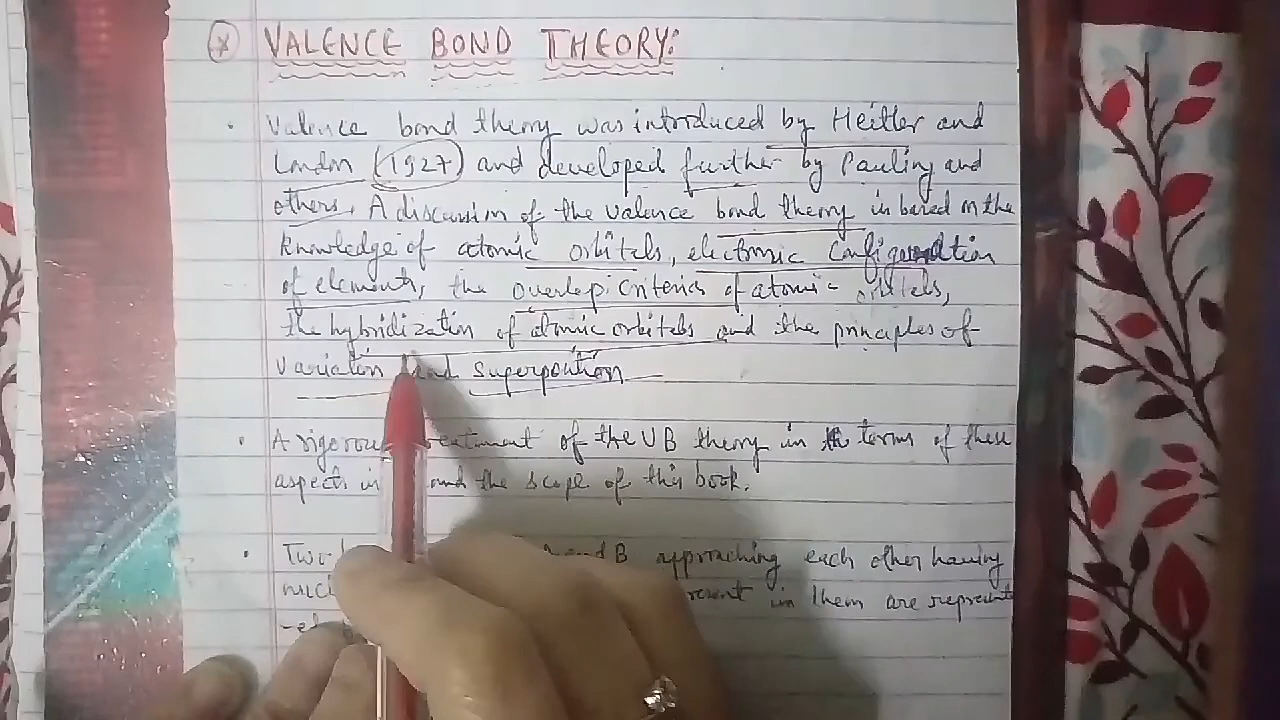 VALENCE BOND THEORY:
• Valence bond theory was introduced by Heitler and
London (1927) and developed further by Pauling and
others. A discussion of the valence bond theory is based on the
knowledge of atomic orbitals, electronic configuration
of elements, the overlap criteria of atomic orbitals,
the hybridization of atomic orbitals and the principles of
variation and superposition
• A rigorous treatment of the VB theory in terms of these
aspects is the scope of this book.
• Two and B approaching each other having
in them are represent